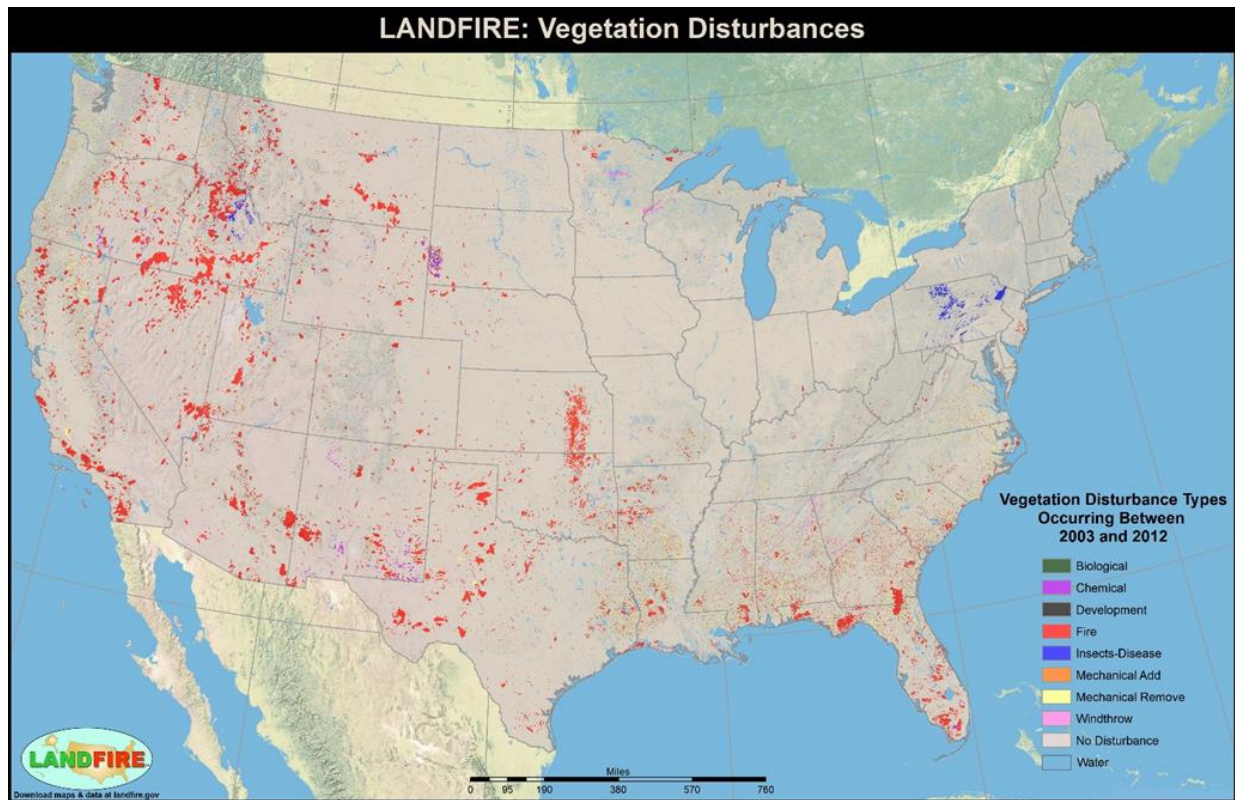 LANDFIRE: Vegetation Disturbances
Vegetation Disturbance Types
Occurring Between
2003 and 2012
Biological
Chemical
Development
Fire
Insects-Disease
Mechanical Add
Mechanical Remove
Windthrow
No Disturbance
Water
LANDFIRE
Download maps & data at landfire.gov
Miles
0 95 190 380 570 760